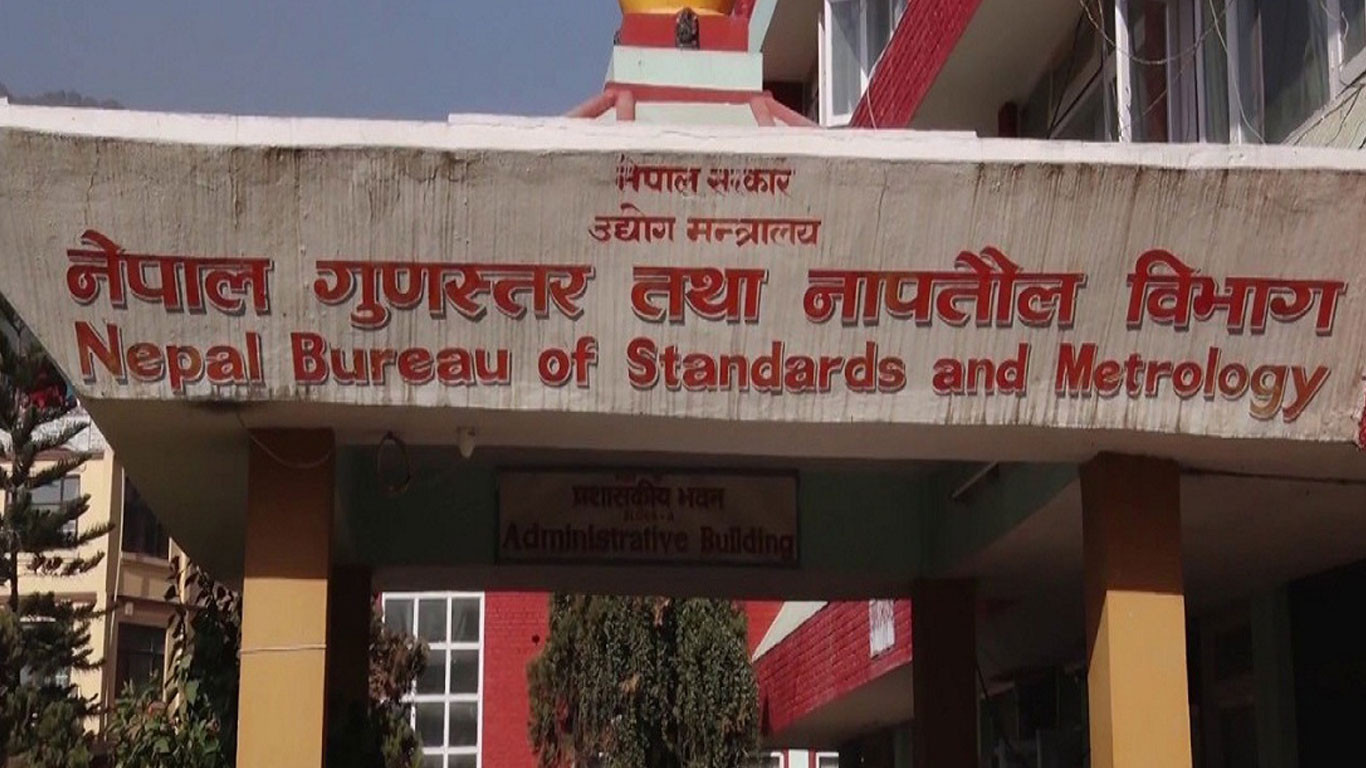 नेपाल सरकार
उद्योग मन्त्रालय
नेपाल गुणस्तर तथा नापतौल विभाग
Nepal Bureau of Standards and Metrology
प्रशासकीय भवन
Administrative Building